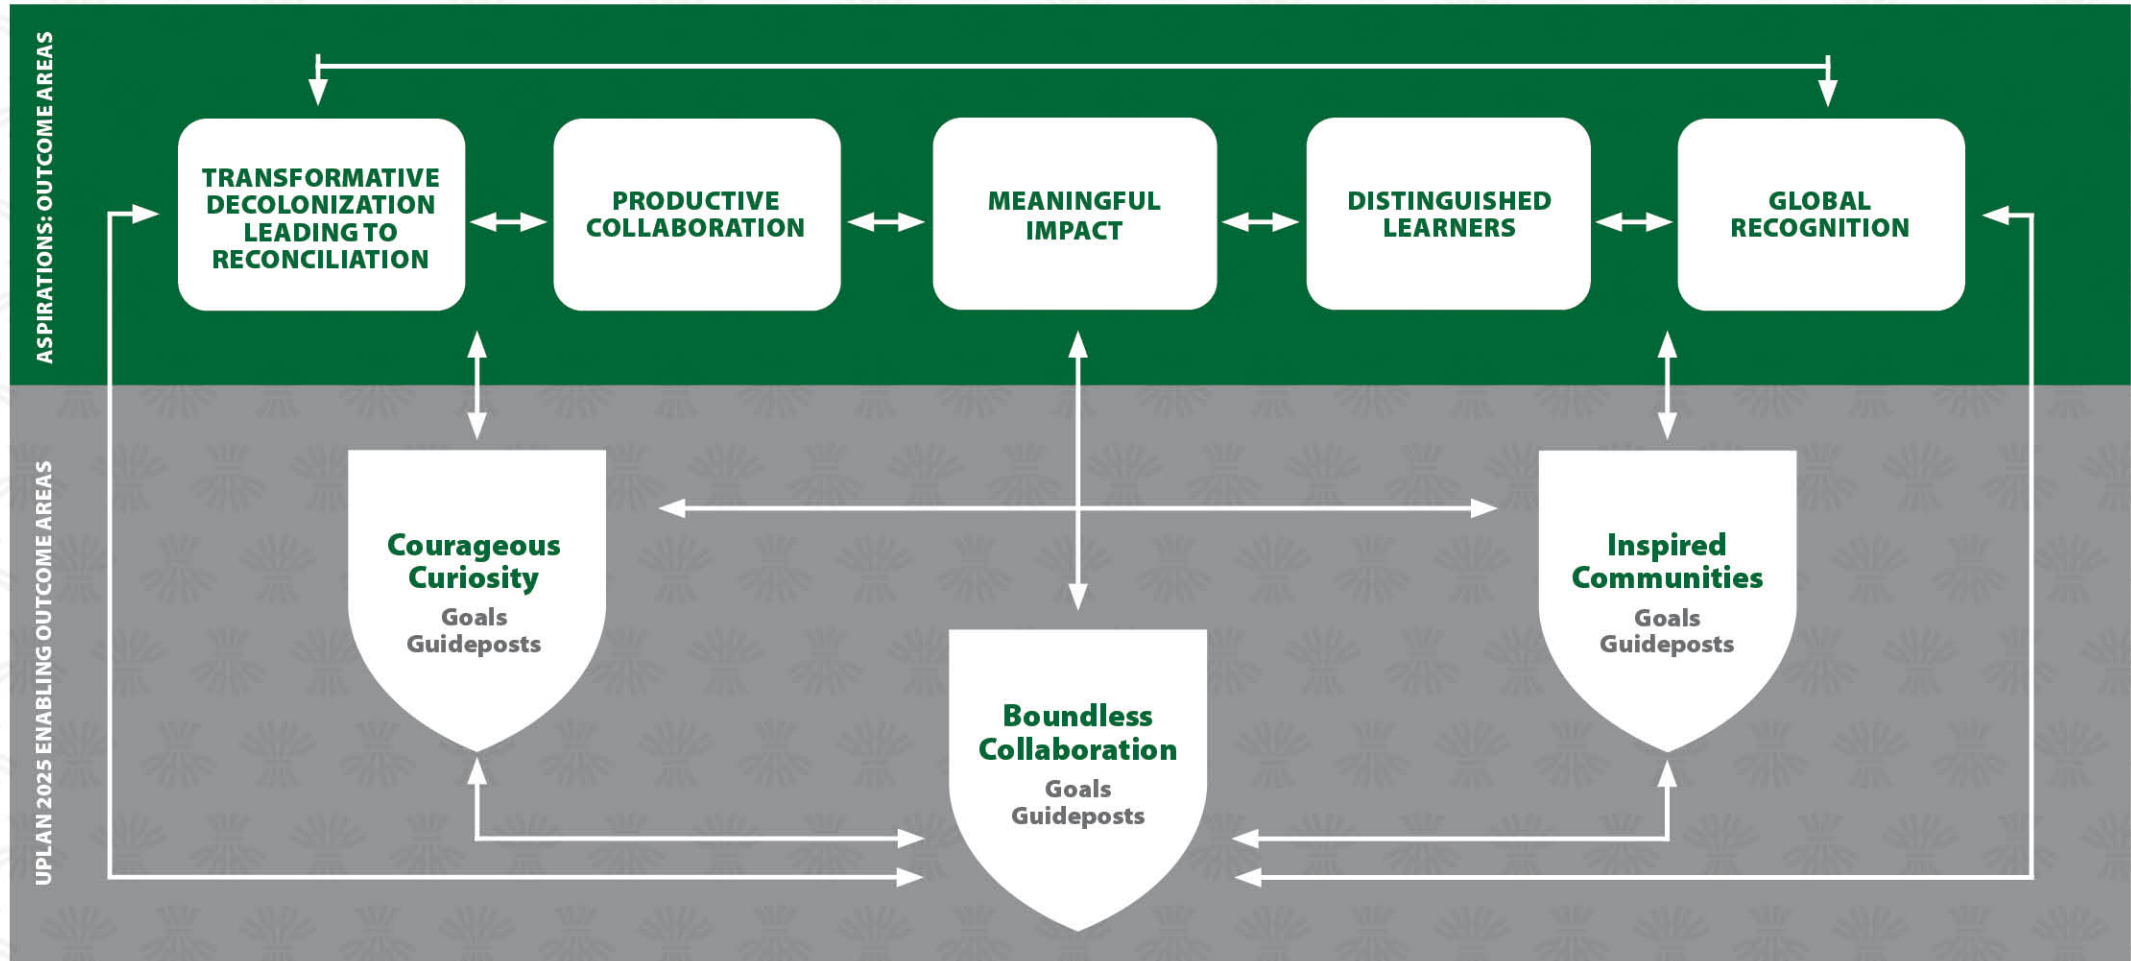 ASPIRATIONS: OUTCOME AREAS
TRANSFORMATIVE
DECOLONIZATION
LEADING TO
RECONCILIATION
PRODUCTIVE
COLLABORATION
MEANINGFUL
IMPACT
DISTINGUISHED
LEARNERS
GLOBAL
RECOGNITION
UPLAN 2025 ENABLING OUTCOME AREAS
Courageous
Curiosity
Goals
Guideposts
Boundless
Collaboration
Goals
Guideposts
Inspired
Communities
Goals
Guideposts